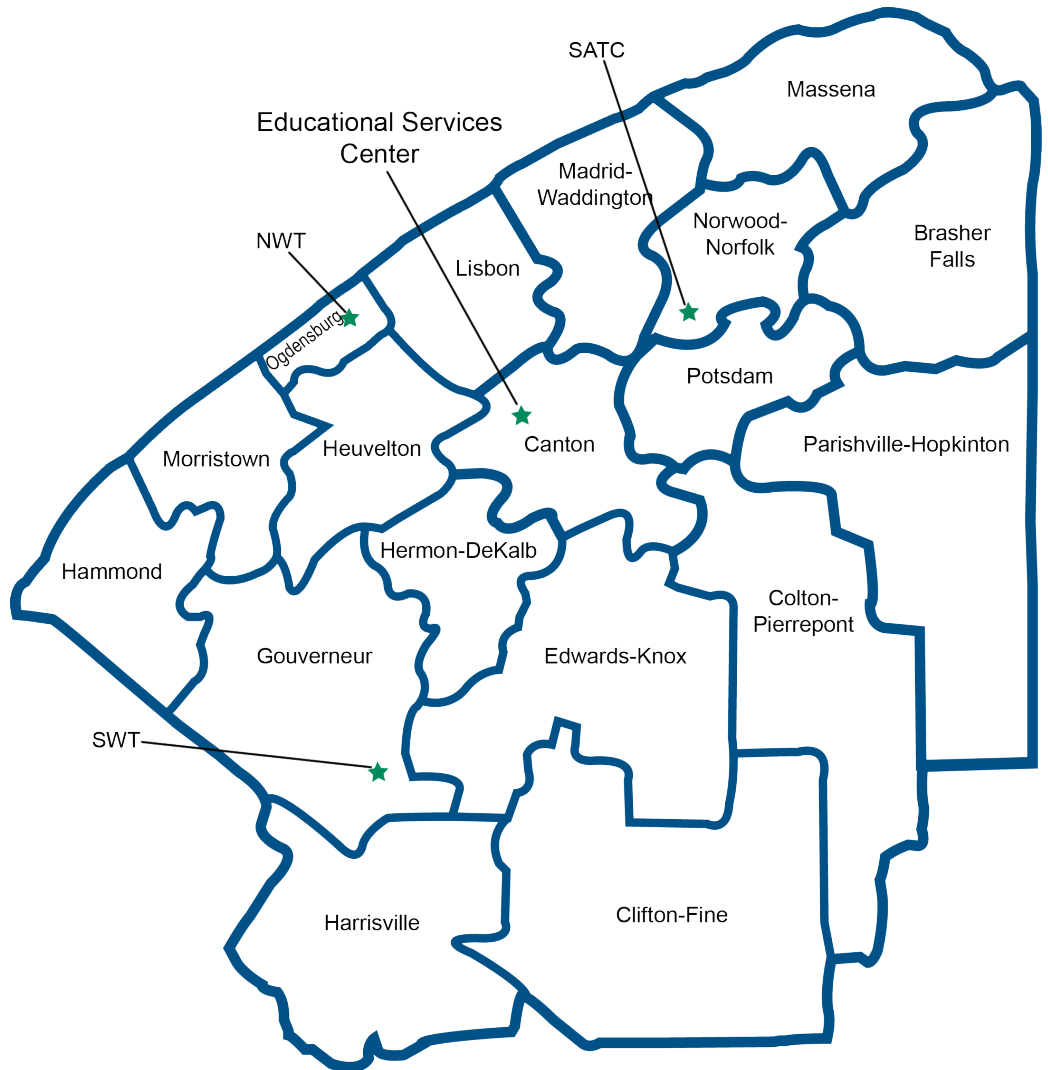 SATC
Massena
Educational Services
Center
Madrid-
Waddington
Norwood-
Norfolk
Brasher
Falls
NWT
Lisbon
Ogdensburg
Potsdam
Parishville-Hopkinton
Canton
Heuvelton
Morristown
Hermon-DeKalb
Hammond
Colton-
Pierrepont
Gouverneur
Edwards-Knox
SWT
Harrisville
Clifton-Fine